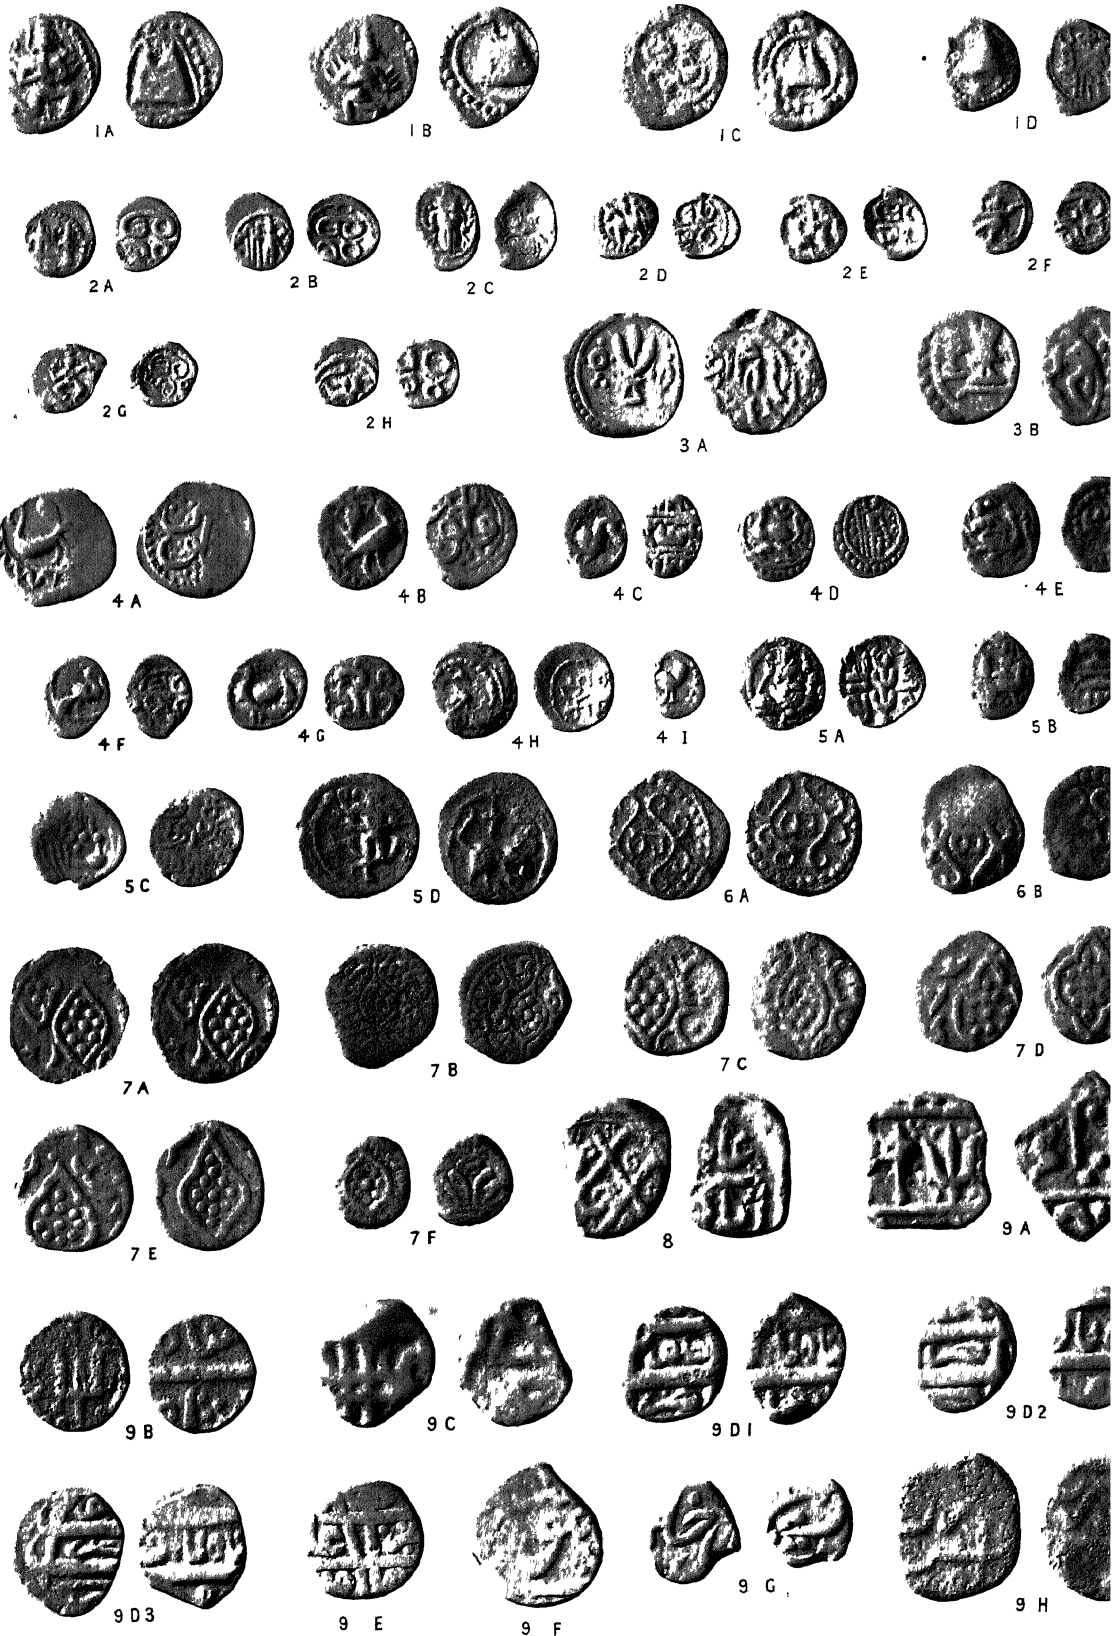 1A 1B 1C 1D
2A 2B 2C 2D 2E 2F
2G 2H 3A 3B
4A 4B 4C 4D 4E
4F 4G 4H 4I 5A 5B
5C 5D 6A 6B
7A 7B 7C 7D
7E 7F 8 9A
9B 9C 9D1 9D2
9D3 9E 9F 9G 9H